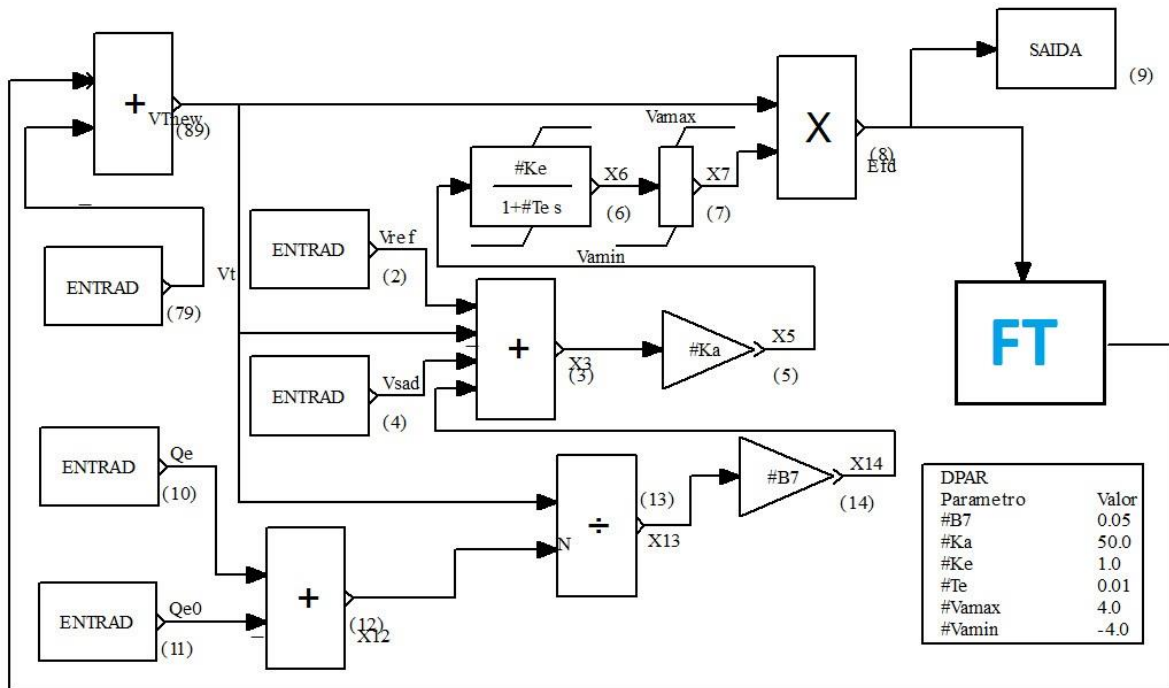 SAIDA
(9)
+
VTnew
(89)
Vamax
X
(8)
Efd
#Ke
1+#Te s
X6
(6)
X7
(7)
Vamin
–
ENTRAD
Vref
(2)
ENTRAD
(79)
Vt
–
+
X3
(3)
#Ka
X5
(5)
FT
ENTRAD
Vsad
(4)
ENTRAD
Qe
(10)
÷
N
(13)
X13
#B7
X14
(14)
ENTRAD
Qe0
(11)
–
+
(12)
X12
DPAR
Parametro Valor
#B7 0.05
#Ka 50.0
#Ke 1.0
#Te 0.01
#Vamax 4.0
#Vamin -4.0